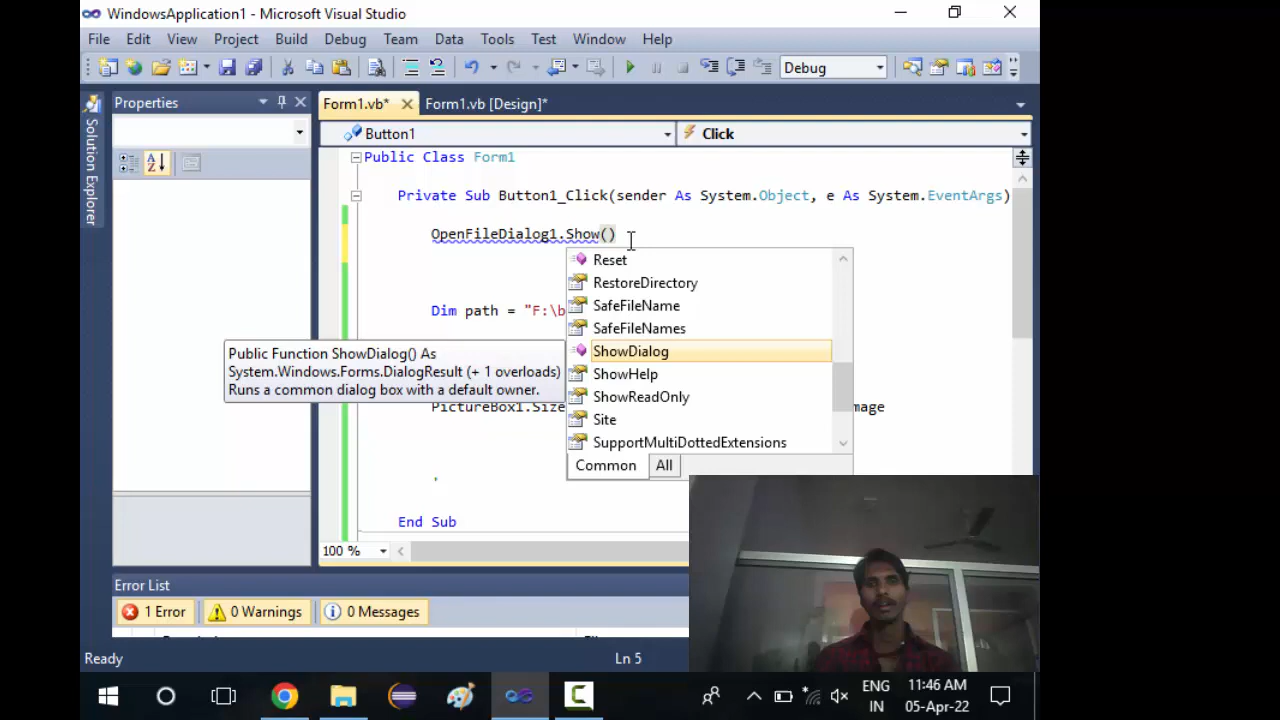 WindowsApplication1 - Microsoft Visual Studio
File Edit View Project Build Debug Team Data Tools Test Window Help
Debug
Solution Explorer
Properties
Form1.vb* Form1.vb [Design]*
Button1 Click
Public Class Form1
Private Sub Button1_Click(sender As System.Object, e As System.EventArgs)
OpenFileDialog1.Show()
Reset
RestoreDirectory
Dim path = "F:\b
SafeFileName
SafeFileNames
ShowDialog
Public Function ShowDialog() As
System.Windows.Forms.DialogResult (+ 1 overloads)
Runs a common dialog box with a default owner.
ShowHelp
ShowReadOnly
PictureBox1.Size mage
Site
SupportMultiDottedExtensions
Common All
'
End Sub
100 %
Error List
1 Error 0 Warnings 0 Messages
Ready Ln 5
ENG
IN
11:46 AM
05-Apr-22